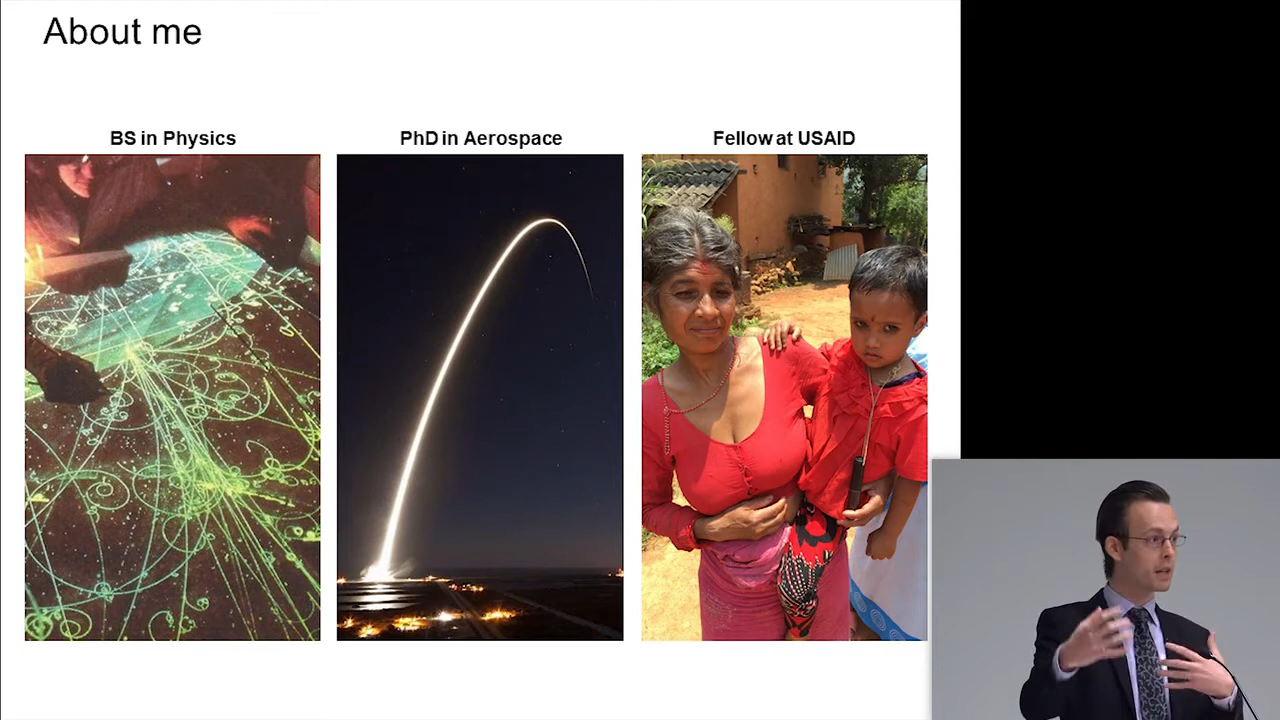 About me
BS in Physics
PhD in Aerospace
Fellow at USAID